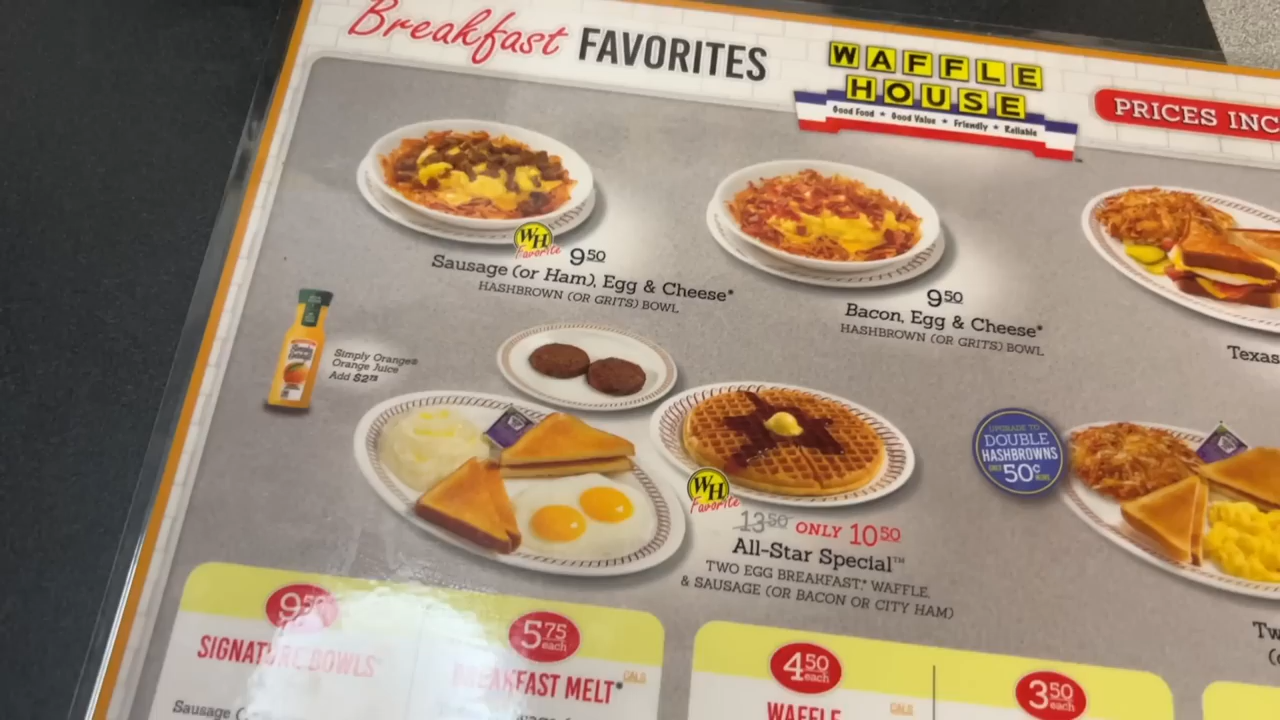 Breakfast FAVORITES
WAFFLE
HOUSE
Good Food ★ Good Value ★ Friendly ★ Reliable
PRICES INC
WH
Favorite
9.50
Sausage (or Ham), Egg & Cheese*
HASHBROWN (OR GRITS) BOWL
9.50
Bacon, Egg & Cheese*
HASHBROWN (OR GRITS) BOWL
Texas
Simply Orange®
Orange Juice
Add $2
UPGRADE TO
DOUBLE
HASHBROWNS
50¢
WH
Favorite
13.50 ONLY 10.50
All-Star Special™
TWO EGG BREAKFAST,* WAFFLE,
& SAUSAGE (OR BACON OR CITY HAM)
Tw
9.50
SIGNATURE BOWLS
Sausage
5.75
each
BREAKFAST MELT*
CALS
4.50
each
WAFFLE
CALS
3.50
each